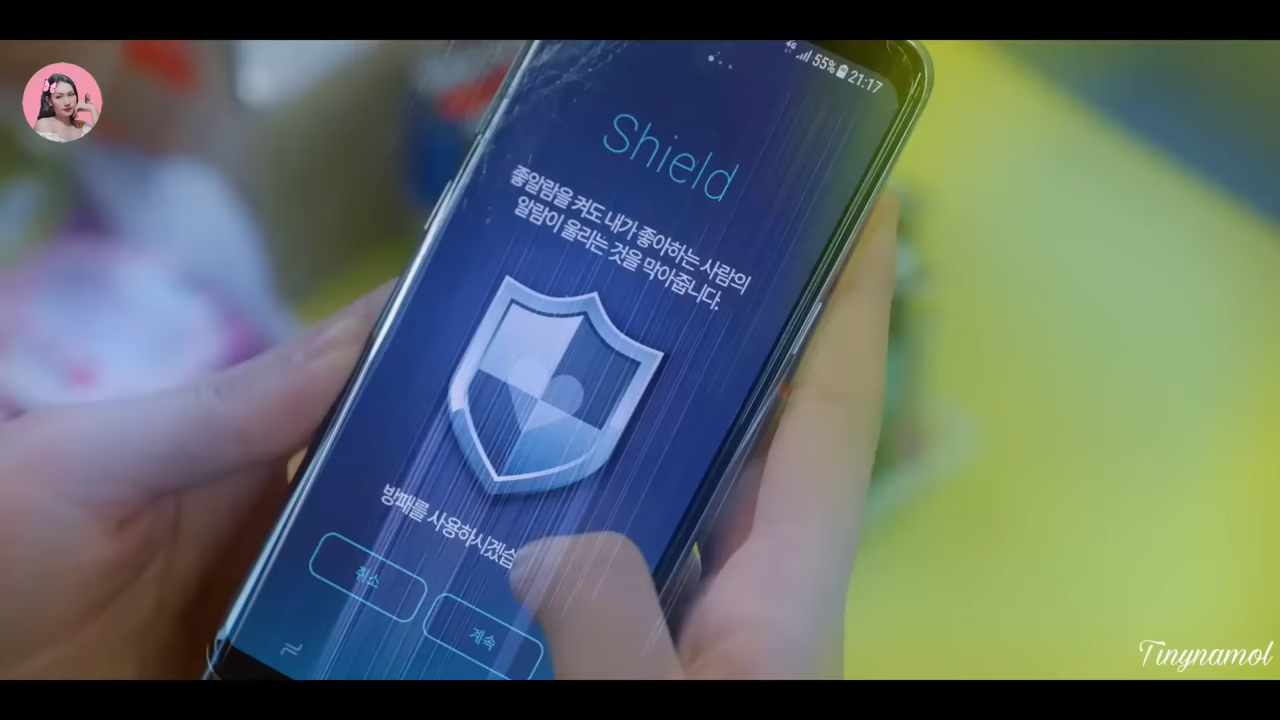 4G 55% 21:17
Shield
좋알람을 켜도 내가 좋아하는 사람의
알람이 울리는 것을 막아줍니다.
방패를 사용하시겠습
취소
계속
Tinynamol